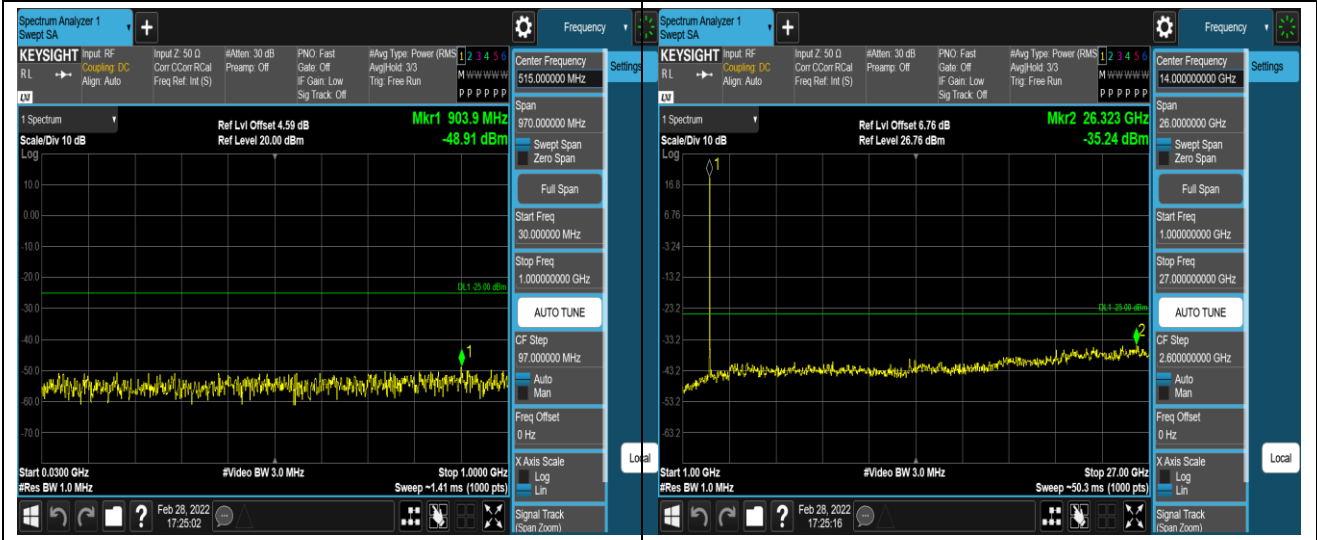 Spectrum Analyzer 1
Swept SA
+
Frequency
KEYSIGHT
RL
LXI
Input: RF
Coupling: DC
Align: Auto
Input Z: 50 Ω
Corr CCorr RCal
Freq Ref: Int (S)
#Atten: 30 dB
Preamp: Off
PNO: Fast
Gate: Off
IF Gain: Low
Sig Track: Off
#Avg Type: Power (RMS
Avg|Hold: 3/3
Trig: Free Run
1 2 3 4 5 6
M W W W W W
P P P P P P
1 Spectrum
Scale/Div 10 dB
Log
Ref Lvl Offset 4.59 dB
Ref Level 20.00 dBm
Mkr1 903.9 MHz
-48.91 dBm
10.0
0.00
-10.0
-20.0
-30.0
-40.0
-50.0
-60.0
-70.0
DL1 -25.00 dBm
1
Start 0.0300 GHz
#Res BW 1.0 MHz
#Video BW 3.0 MHz
Stop 1.0000 GHz
Sweep ~1.41 ms (1000 pts)
Center Frequency
515.000000 MHz
Span
970.000000 MHz
Swept Span
Zero Span
Full Span
Start Freq
30.000000 MHz
Stop Freq
1.000000000 GHz
AUTO TUNE
CF Step
97.000000 MHz
Auto
Man
Freq Offset
0 Hz
X Axis Scale
Log
Lin
Signal Track
(Span Zoom)
Settings
Local
?
Feb 28, 2022
17:25:02
Spectrum Analyzer 1
Swept SA
+
Frequency
KEYSIGHT
RL
LXI
Input: RF
Coupling: DC
Align: Auto
Input Z: 50 Ω
Corr CCorr RCal
Freq Ref: Int (S)
#Atten: 30 dB
Preamp: Off
PNO: Fast
Gate: Off
IF Gain: Low
Sig Track: Off
#Avg Type: Power (RMS
Avg|Hold: 3/3
Trig: Free Run
1 2 3 4 5 6
M W W W W W
P P P P P P
1 Spectrum
Scale/Div 10 dB
Log
Ref Lvl Offset 6.76 dB
Ref Level 26.76 dBm
Mkr2 26.323 GHz
-35.24 dBm
1
16.8
6.76
-3.24
-13.2
-23.2
-33.2
-43.2
-53.2
-63.2
DL1 -25.00 dBm
2
Start 1.00 GHz
#Res BW 1.0 MHz
#Video BW 3.0 MHz
Stop 27.00 GHz
Sweep ~50.3 ms (1000 pts)
Center Frequency
14.000000000 GHz
Span
26.0000000 GHz
Swept Span
Zero Span
Full Span
Start Freq
1.000000000 GHz
Stop Freq
27.000000000 GHz
AUTO TUNE
CF Step
2.600000000 GHz
Auto
Man
Freq Offset
0 Hz
X Axis Scale
Log
Lin
Signal Track
(Span Zoom)
Settings
Local
?
Feb 28, 2022
17:25:16